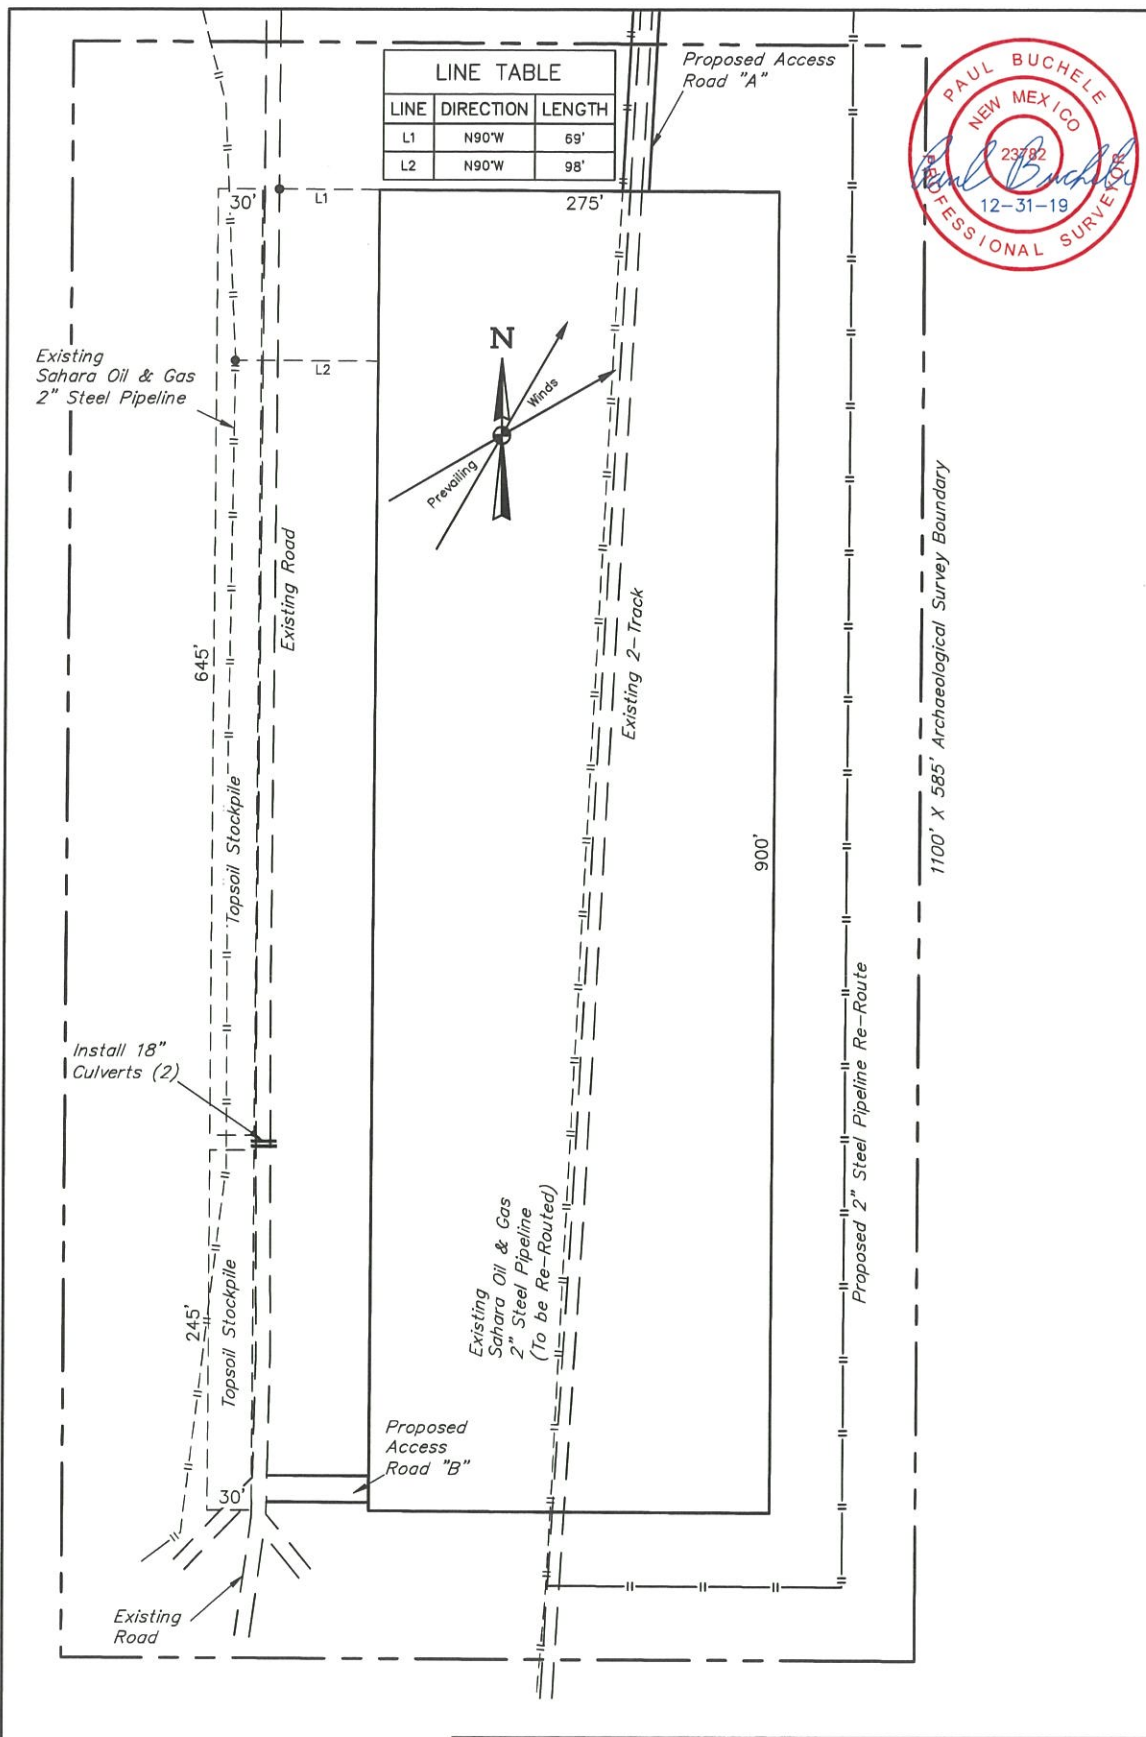 LINE TABLE
LINE DIRECTION LENGTH
L1 N90°W 69'
L2 N90°W 98'
Proposed Access
Road "A"
PAUL BUCHELE
NEW MEXICO
23782
Paul Buchele
12-31-19
PROFESSIONAL SURVEYOR
30'
L1
275'
Existing
Sahara Oil & Gas
2" Steel Pipeline
L2
N
Winds
Prevailing
Existing Road
645'
Existing 2-Track
1100' X 585' Archaeological Survey Boundary
Topsoil Stockpile
900'
Install 18"
Culverts (2)
Proposed 2" Steel Pipeline Re-Route
Existing
Sahara Oil & Gas
2" Steel Pipeline
(To be Re-Routed)
245'
Topsoil Stockpile
Proposed
Access
Road "B"
30'
Existing
Road